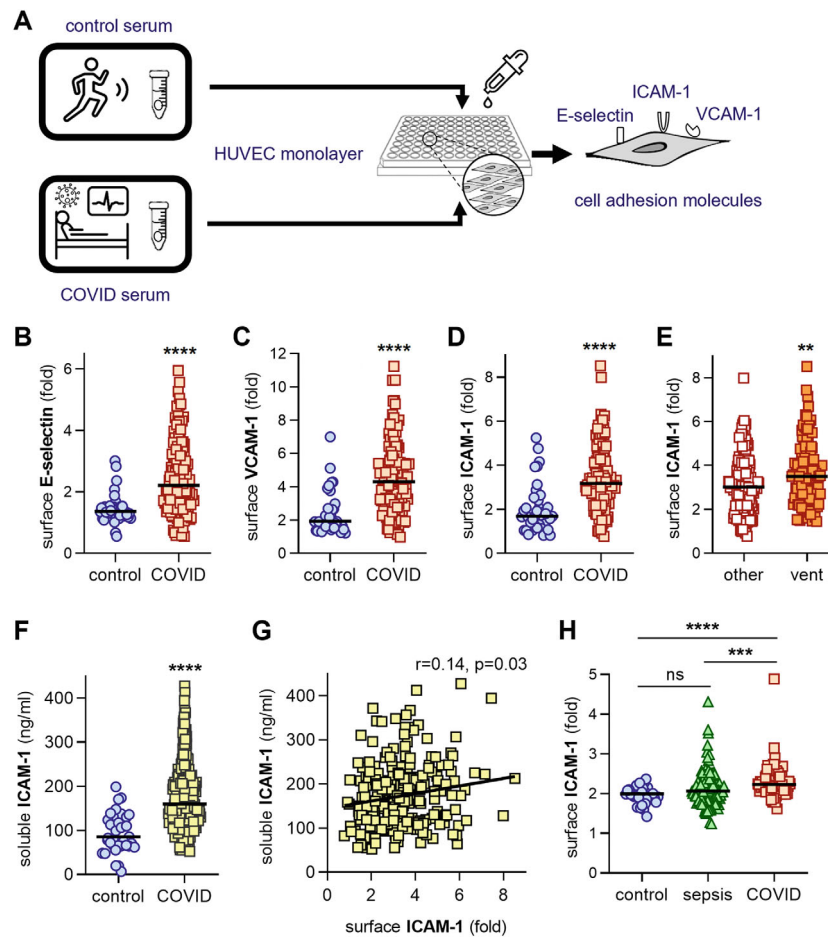 A
control serum
ICAM-1
E-selectin
VCAM-1
HUVEC monolayer
cell adhesion molecules
COVID serum
B
surface E-selectin (fold)
6
4
2
0
****
control COVID
C
surface VCAM-1 (fold)
12
10
8
6
4
2
0
****
control COVID
D
surface ICAM-1 (fold)
8
6
4
2
0
****
control COVID
E
surface ICAM-1 (fold)
8
6
4
2
0
**
other vent
F
soluble ICAM-1 (ng/ml)
400
300
200
100
0
****
control COVID
G
r=0.14, p=0.03
soluble ICAM-1 (ng/ml)
400
300
200
100
0
0 2 4 6 8
surface ICAM-1 (fold)
H
****
***
ns
surface ICAM-1 (fold)
5
4
3
2
1
0
control sepsis COVID